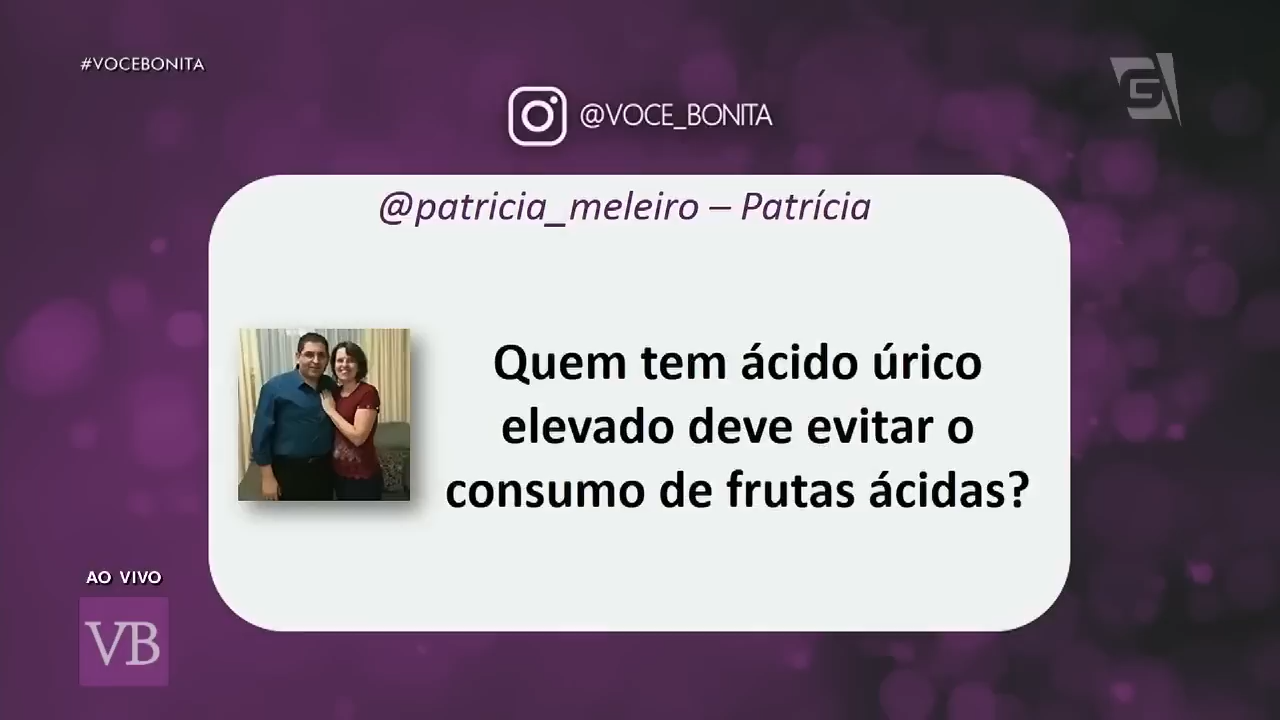 #VOCEBONITA
@VOCE_BONITA
@patricia_meleiro – Patrícia
Quem tem ácido úrico
elevado deve evitar o
consumo de frutas ácidas?
AO VIVO
VB